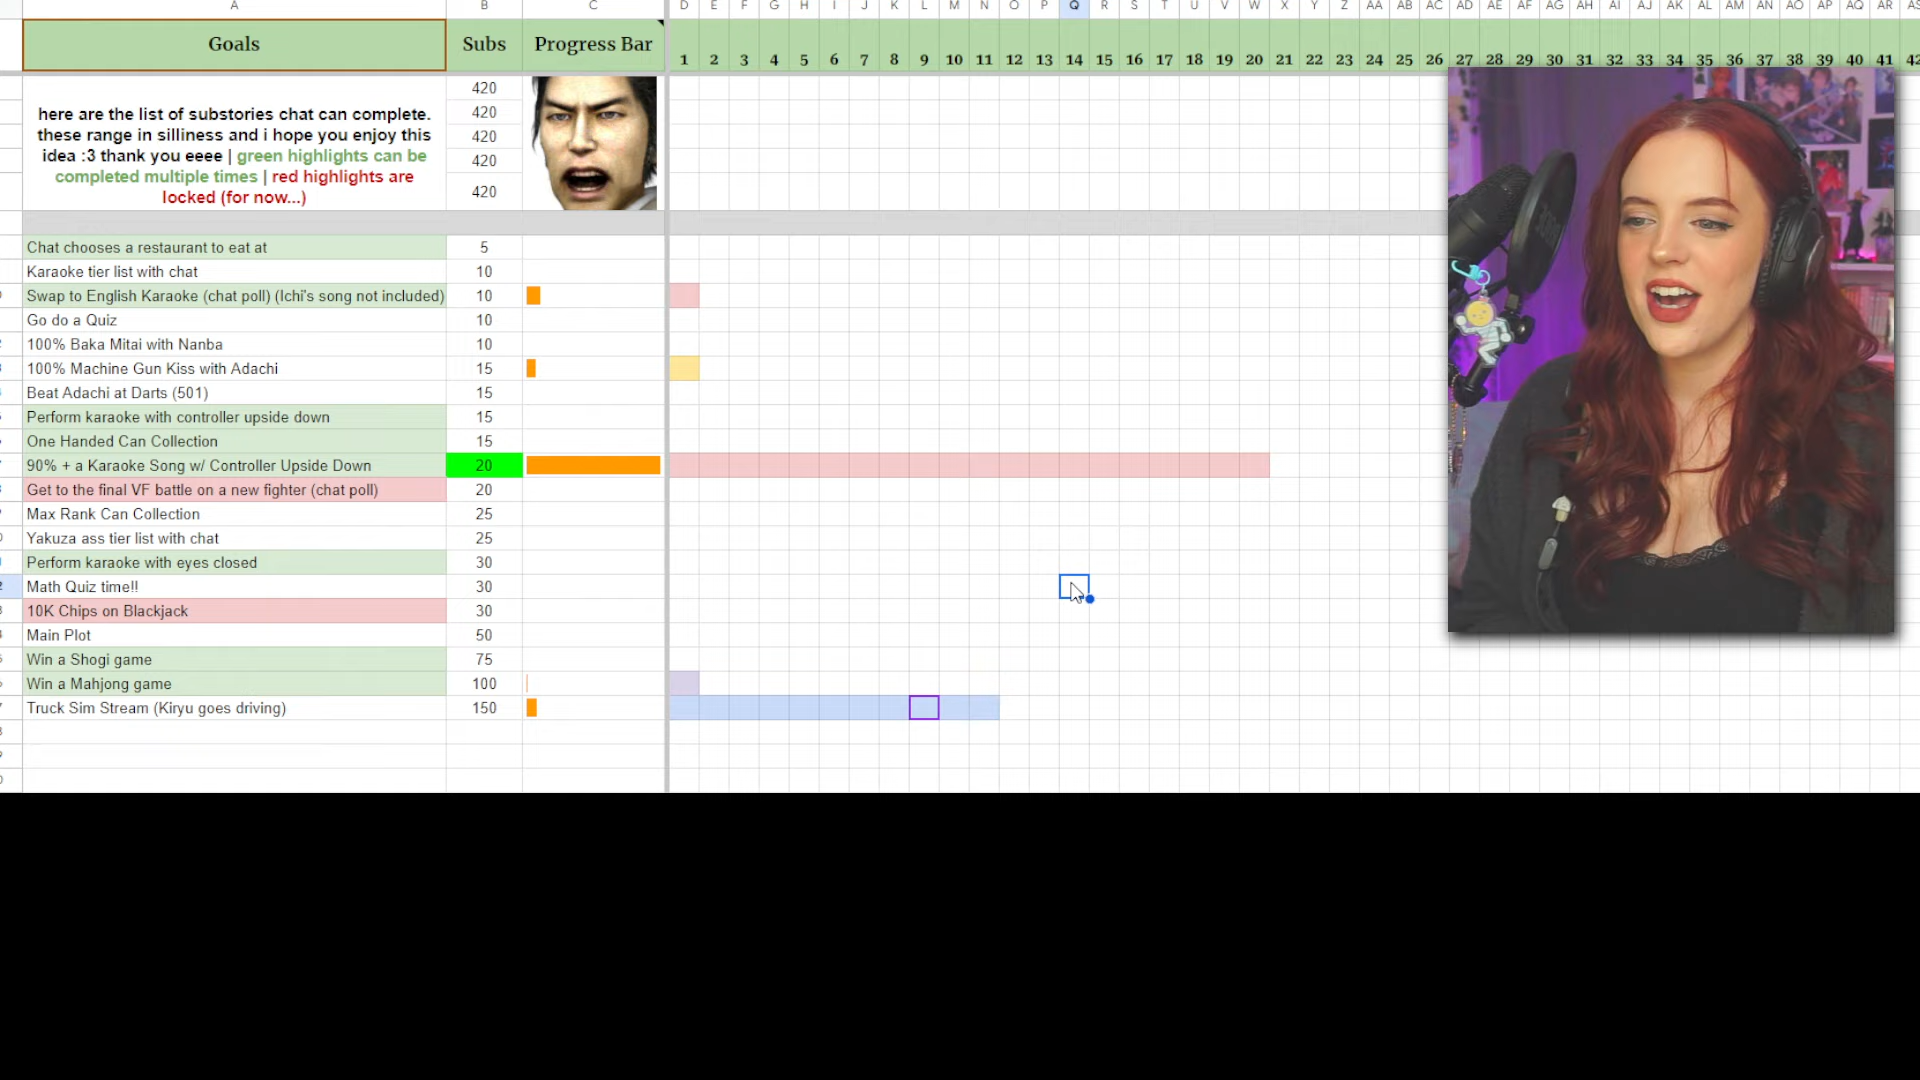 A B C D E F G H I J K L M N O P Q R S T U V W X Y Z AA AB AC AD AE AF AG AH AI AJ AK AL AM AN AO AP AQ AR AS
Goals Subs Progress Bar 1 2 3 4 5 6 7 8 9 10 11 12 13 14 15 16 17 18 19 20 21 22 23 24 25 26 27 28 29 30 31 32 33 34 35 36 37 38 39 40 41 42
420
here are the list of substories chat can complete.
420
these range in silliness and i hope you enjoy this
420
idea :3 thank you eeee | green highlights can be
420
completed multiple times | red highlights are
420
locked (for now...)
Chat chooses a restaurant to eat at 5
Karaoke tier list with chat 10
Swap to English Karaoke (chat poll) (Ichi's song not included) 10
Go do a Quiz 10
100% Baka Mitai with Nanba 10
100% Machine Gun Kiss with Adachi 15
Beat Adachi at Darts (501) 15
Perform karaoke with controller upside down 15
One Handed Can Collection 15
90% + a Karaoke Song w/ Controller Upside Down 20
Get to the final VF battle on a new fighter (chat poll) 20
Max Rank Can Collection 25
Yakuza ass tier list with chat 25
Perform karaoke with eyes closed 30
Math Quiz time!! 30
10K Chips on Blackjack 30
Main Plot 50
Win a Shogi game 75
Win a Mahjong game 100
Truck Sim Stream (Kiryu goes driving) 150